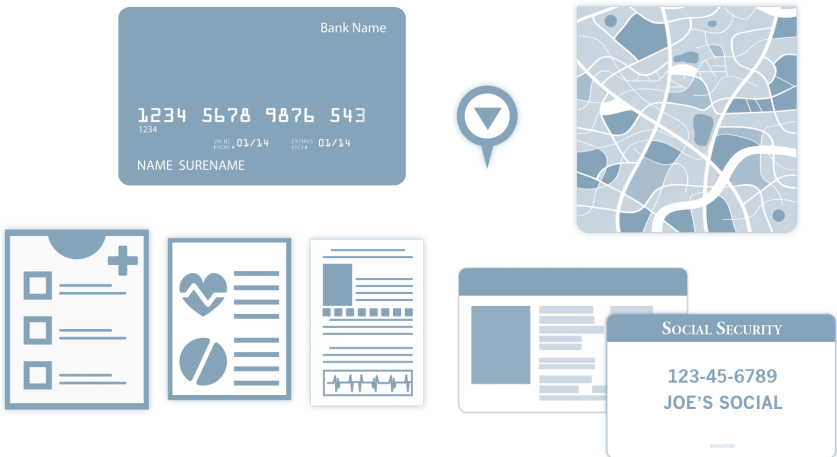 Bank Name
1234 5678 9876 543
1234
VALID FROM 01/14 EXPIRES END 01/14
NAME SURENAME
SOCIAL SECURITY
123-45-6789
JOE'S SOCIAL